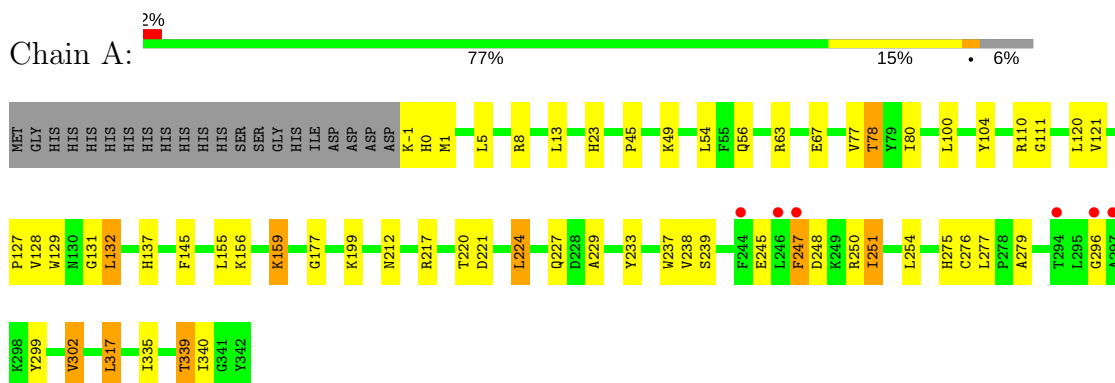 2%
Chain A:
77% 15% • 6%
MET GLY HIS HIS HIS HIS HIS HIS HIS HIS HIS HIS SER SER GLY HIS ILE ASP ASP ASP ASP K-1 H0 M1 L5 R8 L13 H23 P45 K49 L54 F55 Q56 R63 E67 V77 T78 Y79 I80 L100 Y104 R110 G111 L120 V121
P127 V128 W129 N130 G131 L132 H137 F145 L155 K156 K159 G177 K199 N212 R217 T220 D221 L224 Q227 D228 A229 Y233 W237 V238 S239 F244 E245 L246 F247 D248 K249 R250 I251 L254 H275 C276 L277 P278 A279 T294 L295 G296 A297
K298 Y299 V302 L317 I335 T339 I340 G341 Y342